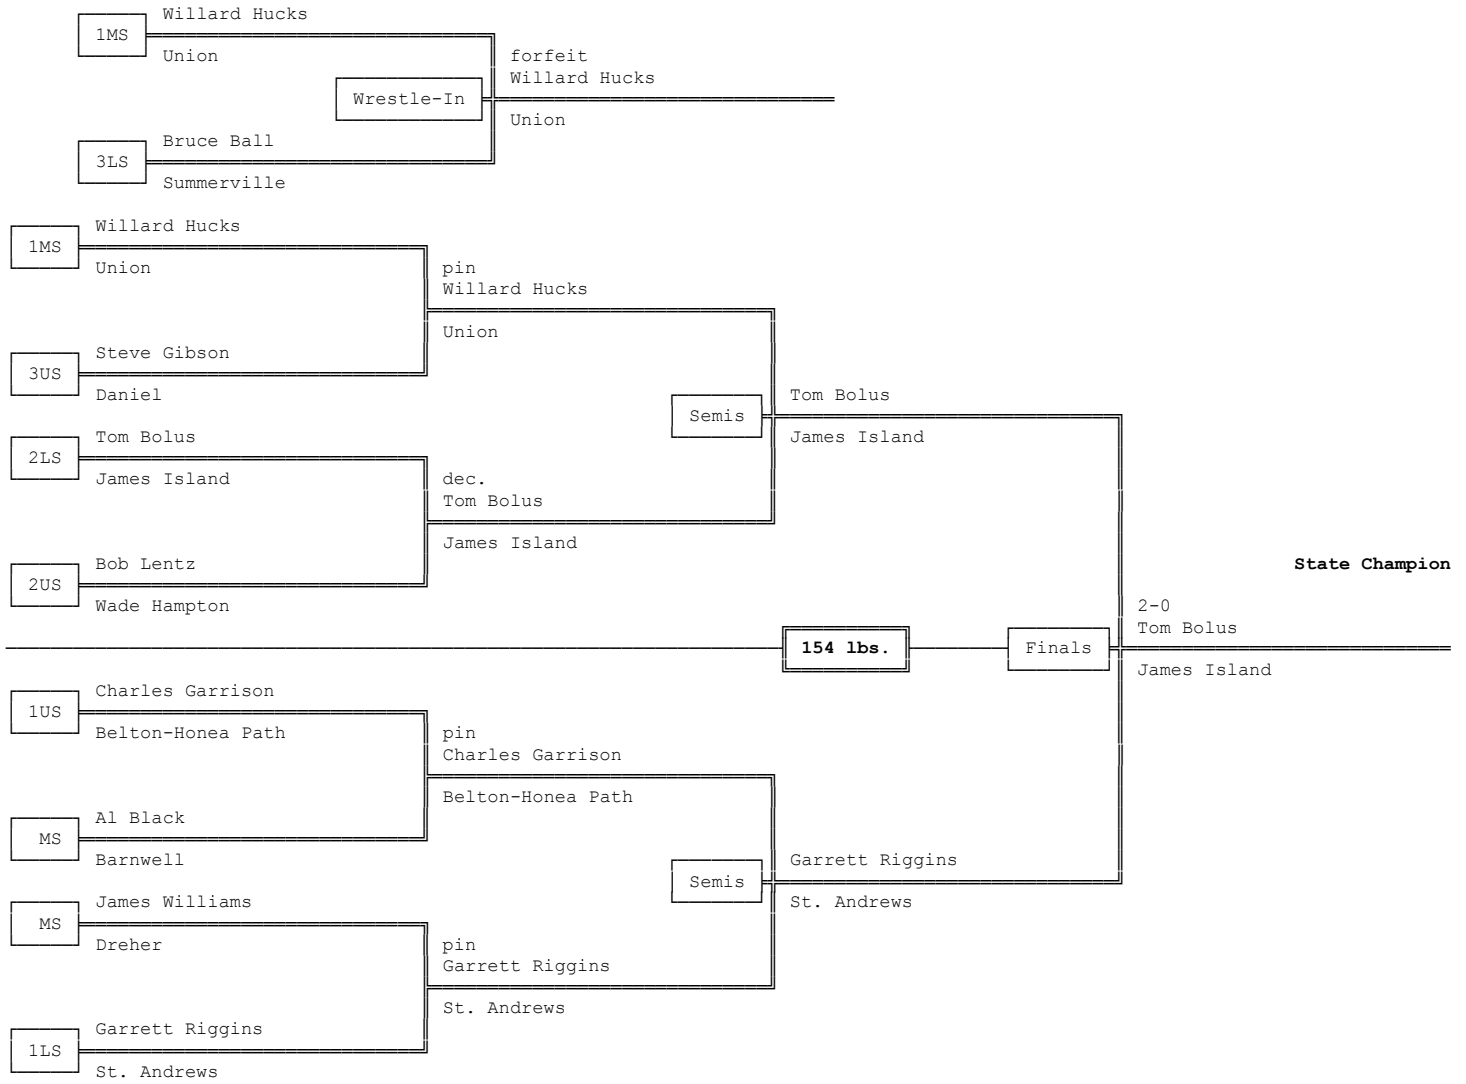 Willard Hucks
1MS
Union
forfeit
Willard Hucks
Wrestle-In
Union
Bruce Ball
3LS
Summerville
Willard Hucks
1MS
Union
pin
Willard Hucks
Union
Steve Gibson
3US
Daniel
Tom Bolus
Semis
Tom Bolus
James Island
2LS
James Island
dec.
Tom Bolus
James Island
Bob Lentz
State Champion
2US
Wade Hampton
2-0
Tom Bolus
154 lbs.
Finals
James Island
Charles Garrison
1US
Belton-Honea Path
pin
Charles Garrison
Belton-Honea Path
Al Black
MS
Barnwell
Garrett Riggins
Semis
St. Andrews
James Williams
MS
Dreher
pin
Garrett Riggins
St. Andrews
Garrett Riggins
1LS
St. Andrews